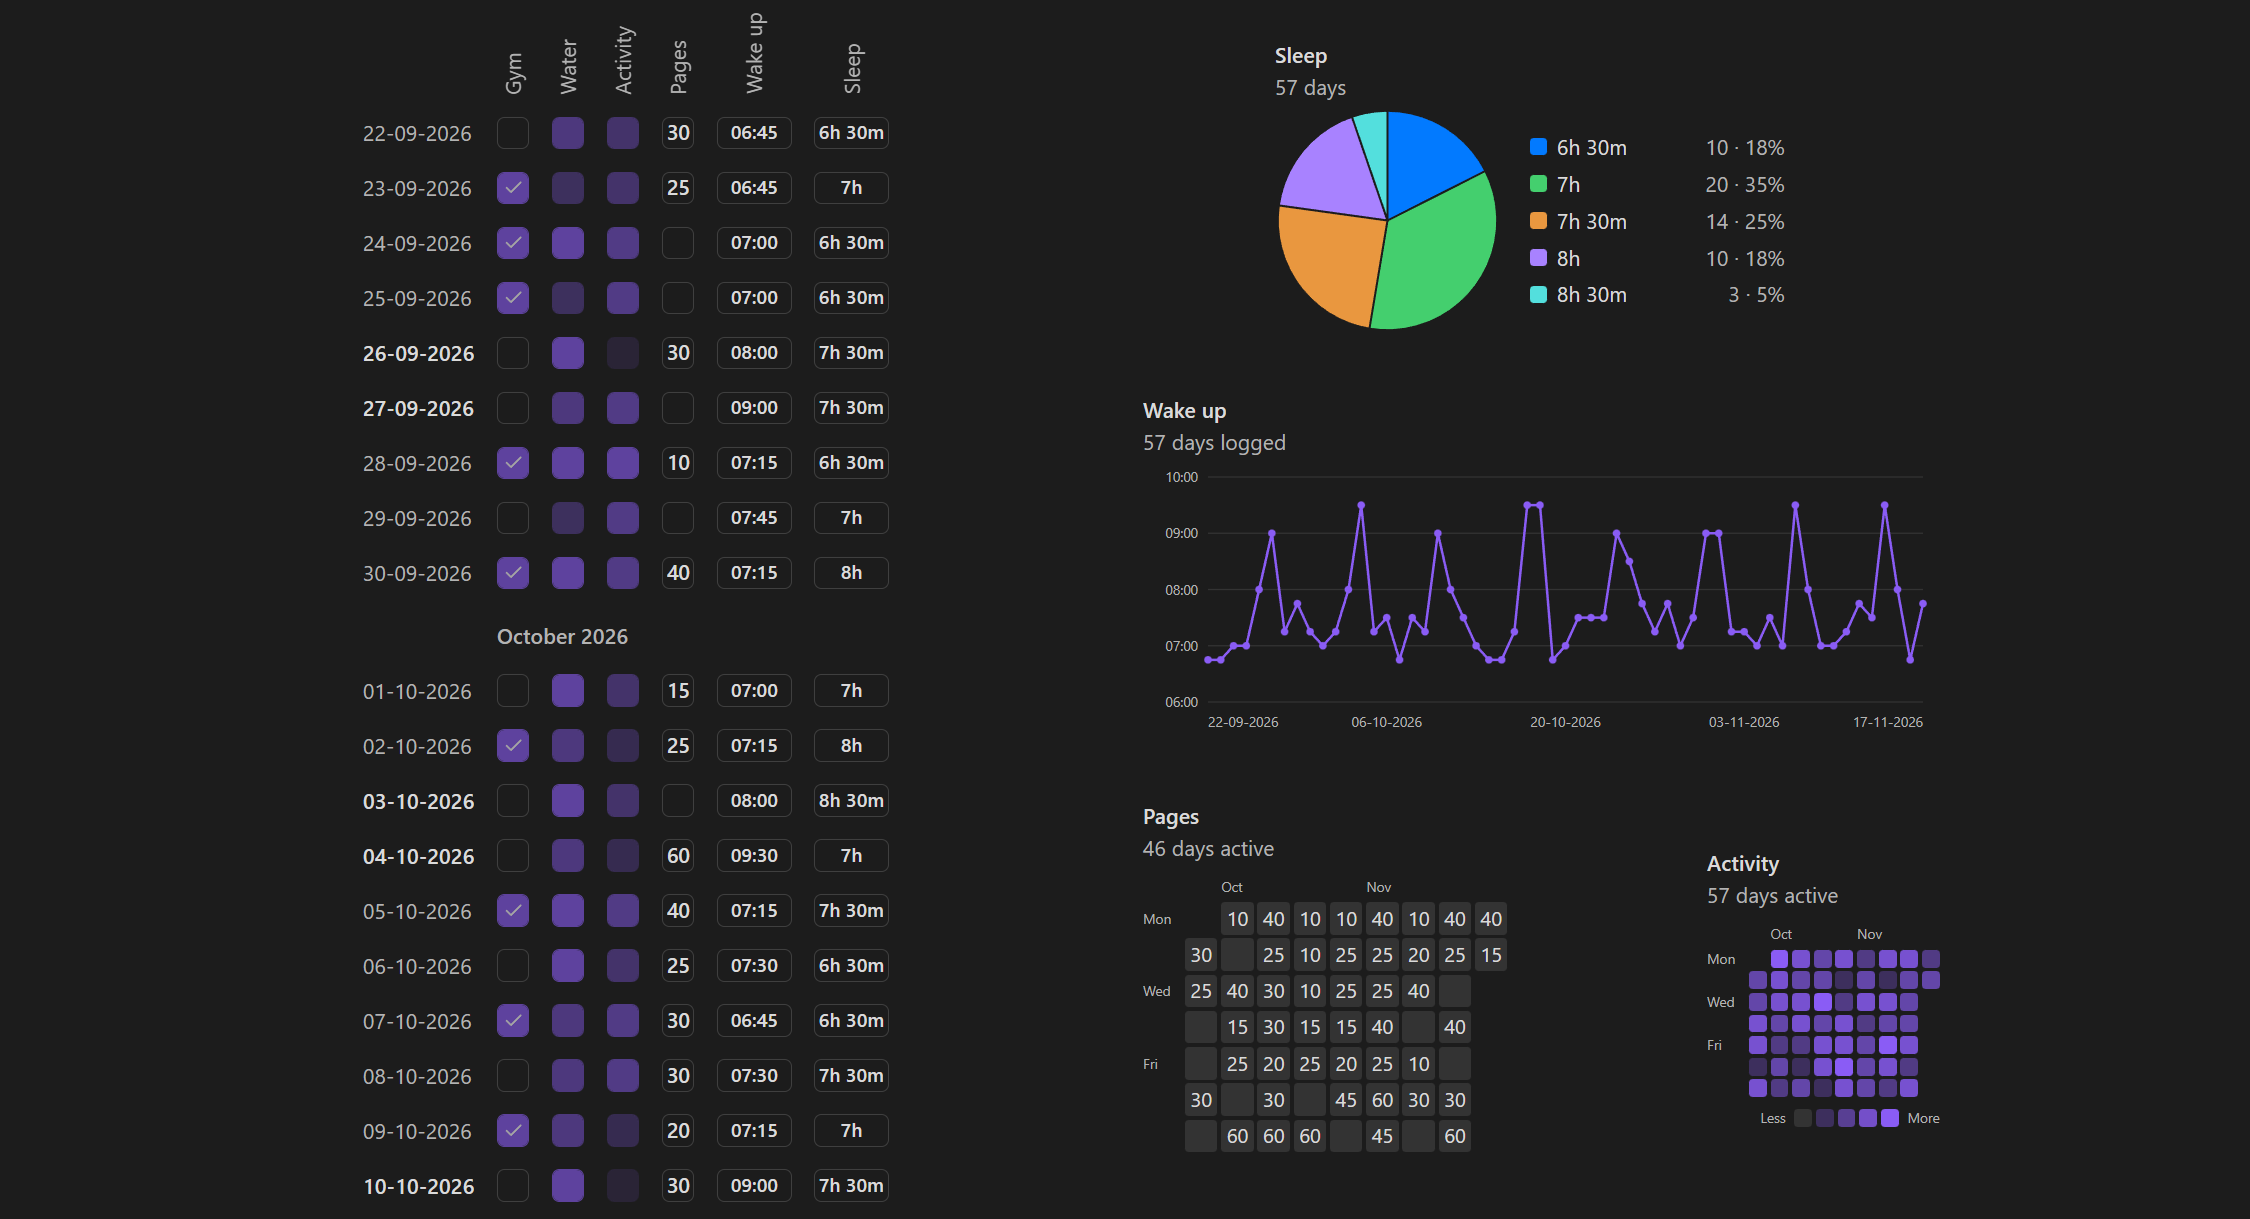 Gym Water Activity Pages Wake up Sleep
22-09-2026 30 06:45 6h 30m
23-09-2026 25 06:45 7h
24-09-2026 07:00 6h 30m
25-09-2026 07:00 6h 30m
26-09-2026 30 08:00 7h 30m
27-09-2026 09:00 7h 30m
28-09-2026 10 07:15 6h 30m
29-09-2026 07:45 7h
30-09-2026 40 07:15 8h
October 2026
01-10-2026 15 07:00 7h
02-10-2026 25 07:15 8h
03-10-2026 08:00 8h 30m
04-10-2026 60 09:30 7h
05-10-2026 40 07:15 7h 30m
06-10-2026 25 07:30 6h 30m
07-10-2026 30 06:45 6h 30m
08-10-2026 30 07:30 7h 30m
09-10-2026 20 07:15 7h
10-10-2026 30 09:00 7h 30m
Sleep
57 days
6h 30m 10 · 18%
7h 20 · 35%
7h 30m 14 · 25%
8h 10 · 18%
8h 30m 3 · 5%
Wake up
57 days logged
10:00
09:00
08:00
07:00
06:00
22-09-2026 06-10-2026 20-10-2026 03-11-2026 17-11-2026
Pages
46 days active
Oct Nov
Mon 10 40 10 10 40 10 40 40
30 25 10 25 25 20 25 15
Wed 25 40 30 10 25 25 40
15 30 15 15 40 40
Fri 25 20 25 20 25 10
30 30 45 60 30 30
60 60 60 45 60
Activity
57 days active
Oct Nov
Mon
Wed
Fri
Less More